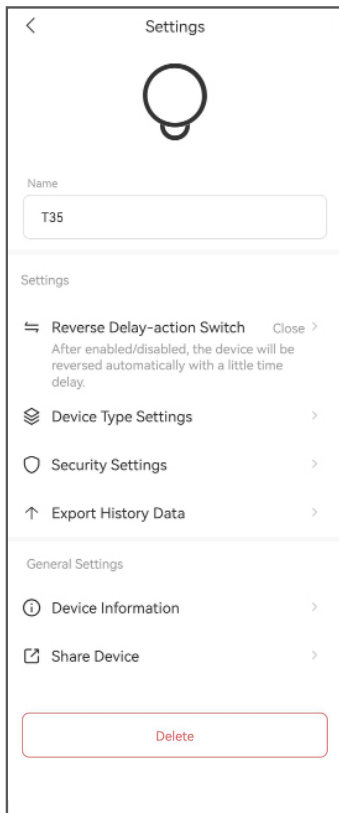 Settings
Name
T35
Settings
Reverse Delay-action Switch Close
After enabled/disabled, the device will be
reversed automatically with a little time
delay.
Device Type Settings
Security Settings
Export History Data
General Settings
Device Information
Share Device
Delete